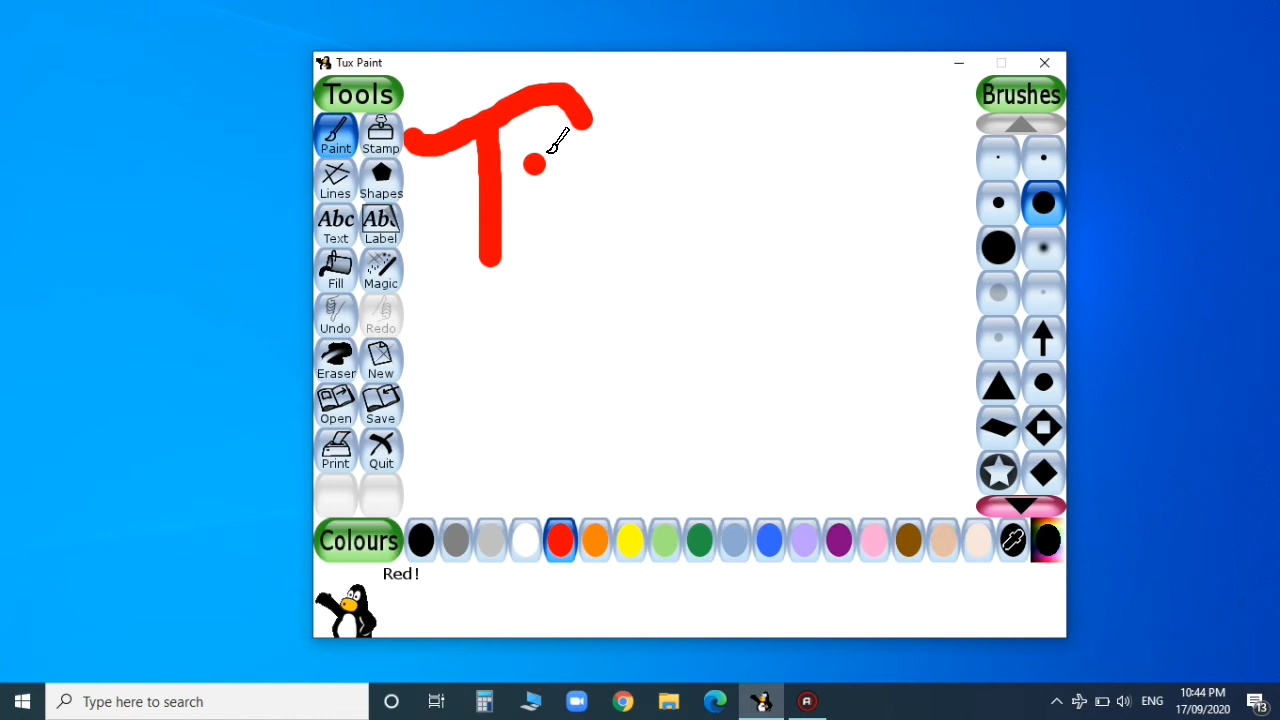 Tux Paint
Tools
Brushes
Paint Stamp
Lines Shapes
Abc Abc
Text Label
Fill Magic
Undo Redo
Eraser New
Open Save
Print Quit
T.
Colours
Red!
Type here to search
ENG
10:44 PM
17/09/2020
13